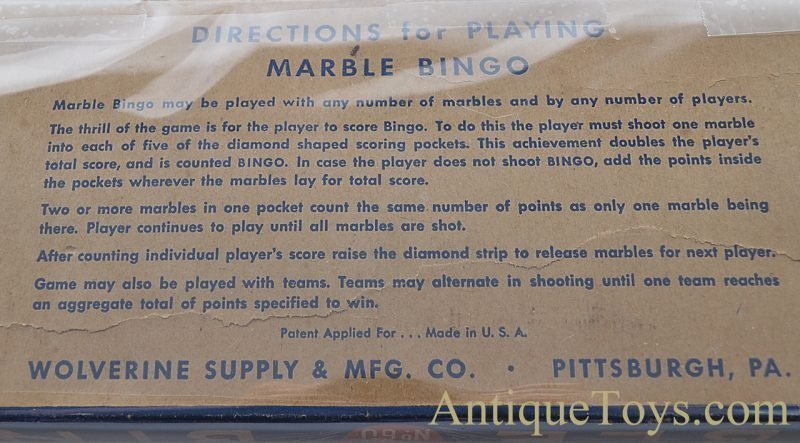 DIRECTIONS for PLAYING
MARBLE BINGO
Marble Bingo may be played with any number of marbles and by any number of players.
The thrill of the game is for the player to score Bingo. To do this the player must shoot one marble
into each of five of the diamond shaped scoring pockets. This achievement doubles the player's
total score, and is counted BINGO. In case the player does not shoot BINGO, add the points inside
the pockets wherever the marbles lay for total score.
Two or more marbles in one pocket count the same number of points as only one marble being
there. Player continues to play until all marbles are shot.
After counting individual player's score raise the diamond strip to release marbles for next player.
Game may also be played with teams. Teams may alternate in shooting until one team reaches
an aggregate total of points specified to win.
Patent Applied For . . . Made in U. S. A.
WOLVERINE SUPPLY & MFG. CO. • PITTSBURGH, PA.
AntiqueToys.com